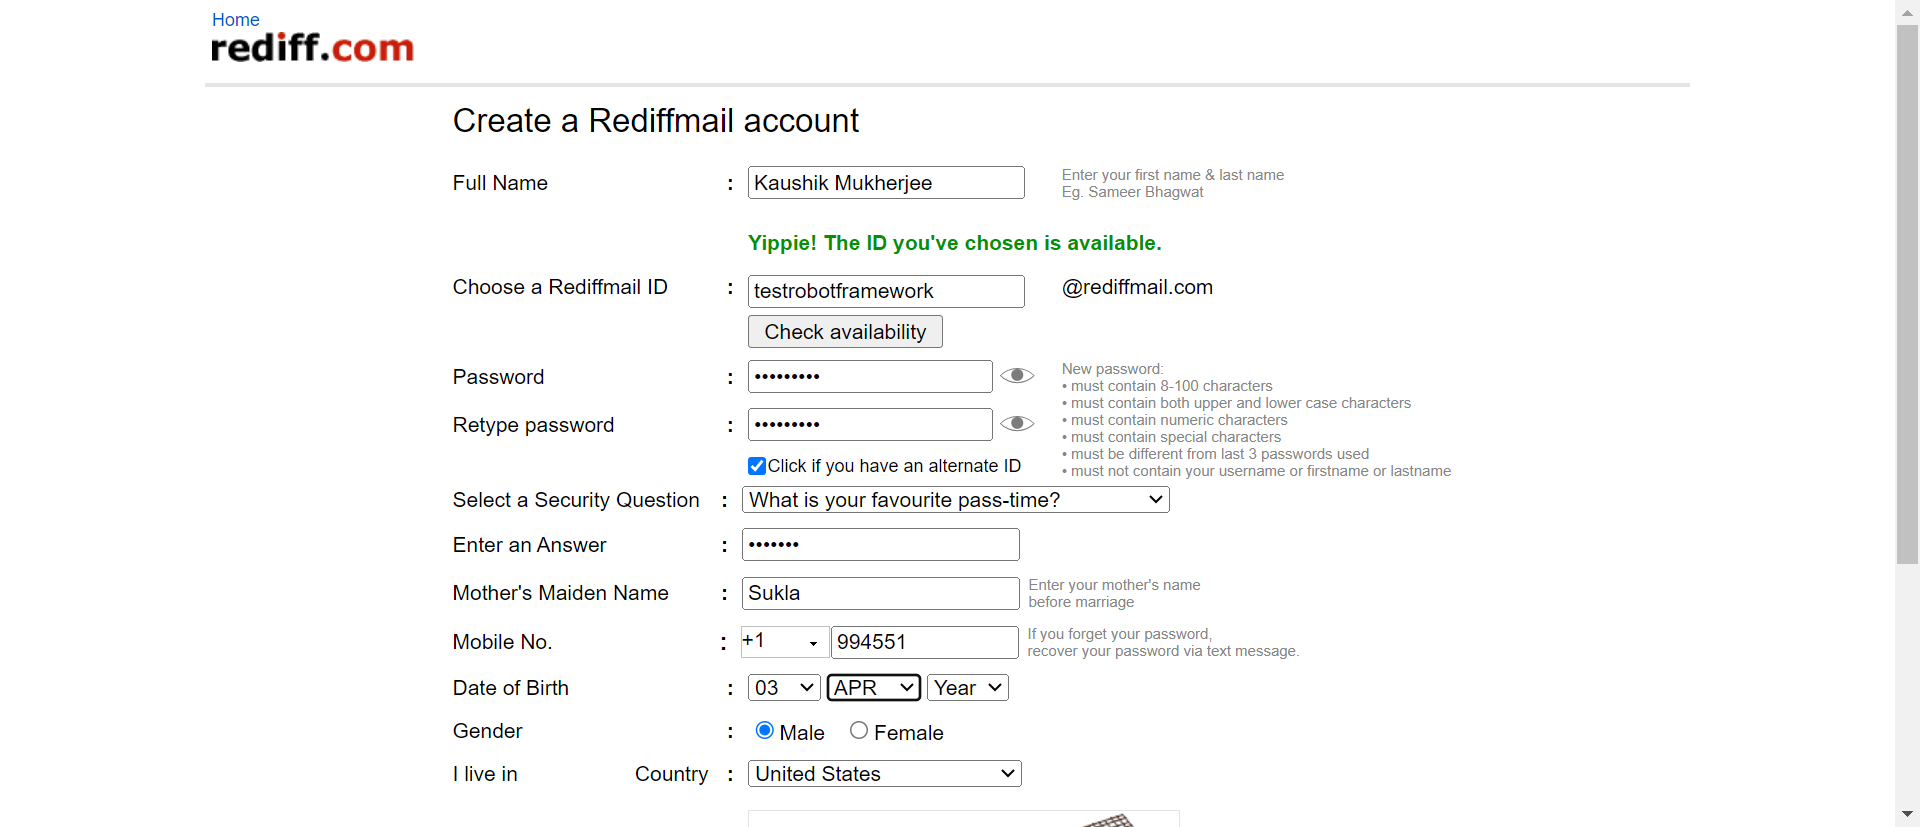 Home
rediff.com
Create a Rediffmail account
Full Name : Kaushik Mukherjee
Enter your first name & last name
Eg. Sameer Bhagwat
Yippie! The ID you've chosen is available.
Choose a Rediffmail ID : testrobotframework @rediffmail.com
Check availability
Password : •••••••••
Retype password : •••••••••
New password:
• must contain 8-100 characters
• must contain both upper and lower case characters
• must contain numeric characters
• must contain special characters
• must be different from last 3 passwords used
• must not contain your username or firstname or lastname
Click if you have an alternate ID
Select a Security Question : What is your favourite pass-time?
Enter an Answer : •••••••
Mother's Maiden Name : Sukla
Enter your mother's name
before marriage
Mobile No. : +1 994551
If you forget your password,
recover your password via text message.
Date of Birth : 03 APR Year
Gender : Male Female
I live in Country : United States